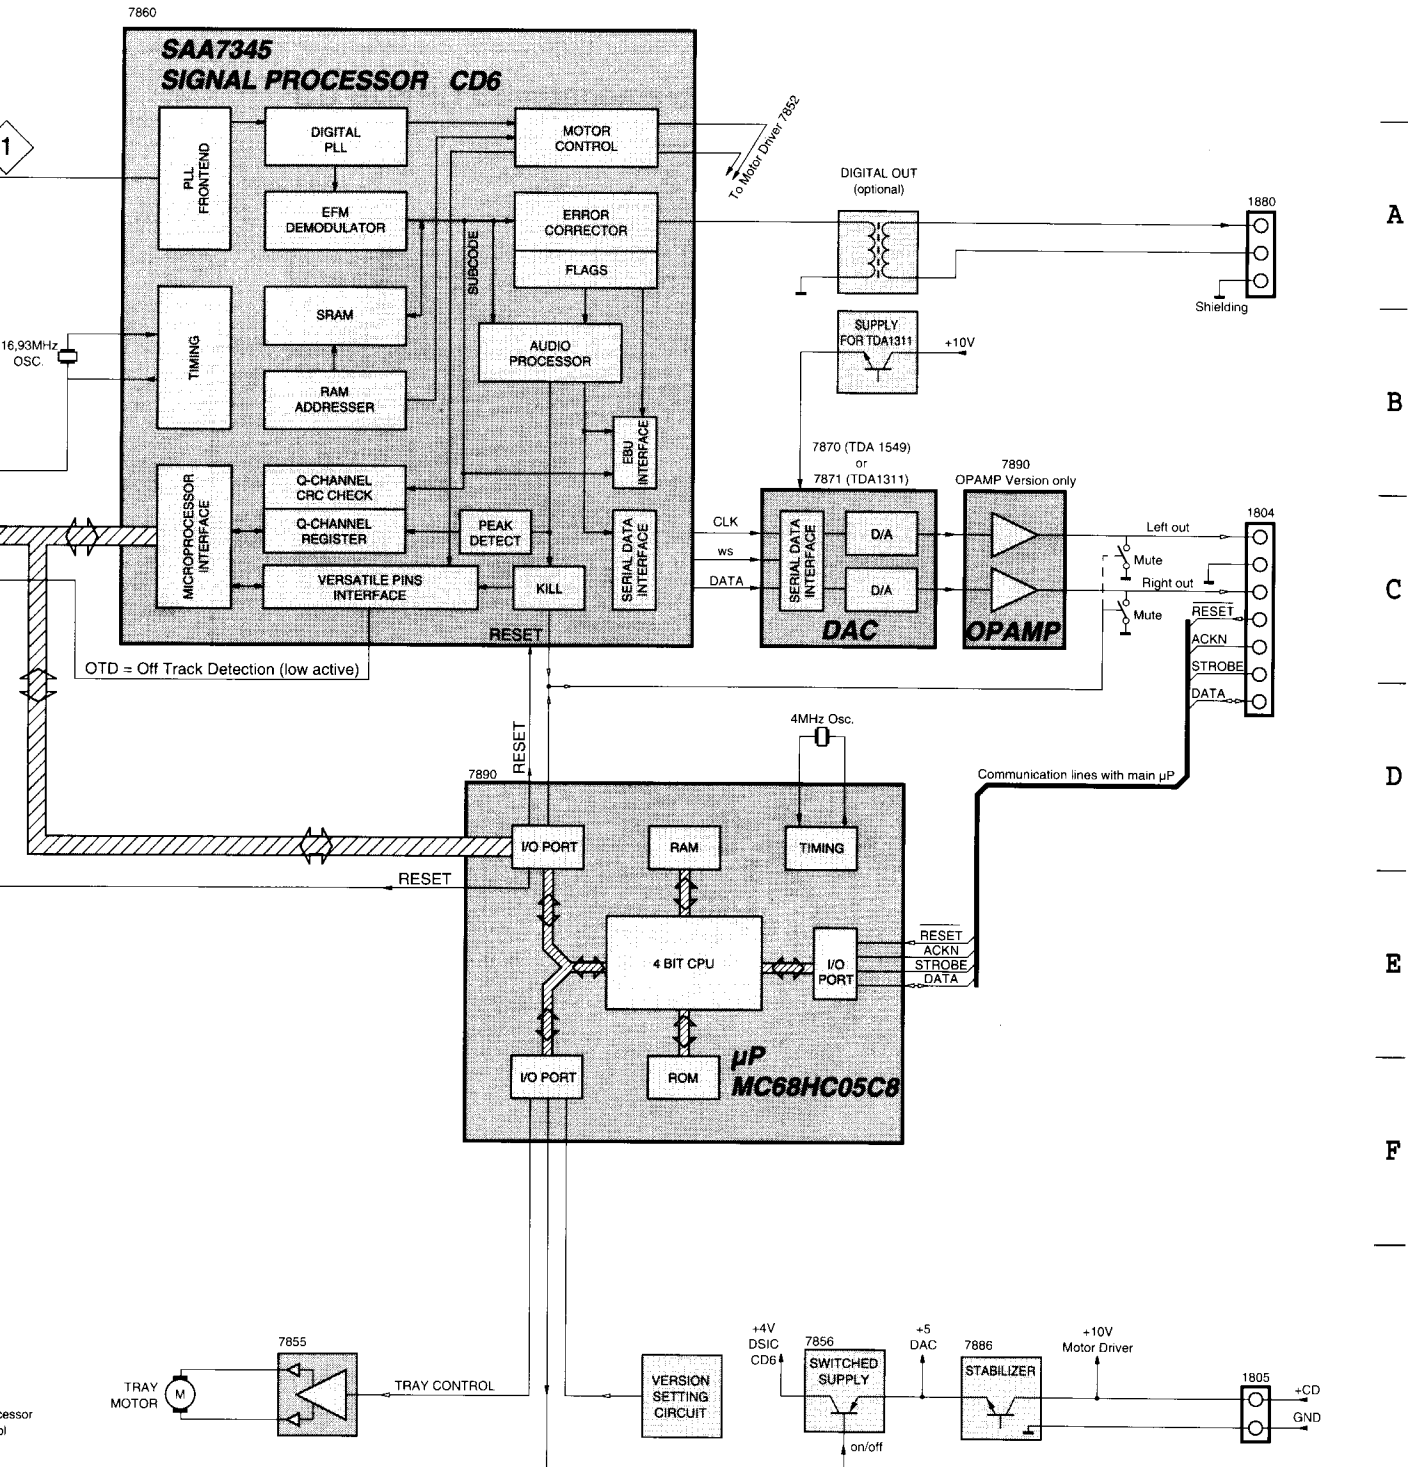 7860
SAA7345
SIGNAL PROCESSOR CD6
1
PLL
FRONTEND
DIGITAL
PLL
MOTOR
CONTROL
To Motor Driver 7852
EFM
DEMODULATOR
ERROR
CORRECTOR
FLAGS
SUBCODE
DIGITAL OUT
(optional)
1880
Shielding
A
16,93MHz
OSC.
TIMING
SRAM
RAM
ADDRESSER
AUDIO
PROCESSOR
SUPPLY
FOR TDA1311
+10V
B
EBU
INTERFACE
MICROPROCESSOR
INTERFACE
Q-CHANNEL
CRC CHECK
Q-CHANNEL
REGISTER
PEAK
DETECT
VERSATILE PINS
INTERFACE
KILL
SERIAL DATA
INTERFACE
RESET
CLK
ws
DATA
7870 (TDA 1549)
or
7871 (TDA1311)
SERIAL DATA
INTERFACE
D/A
D/A
DAC
7890
OPAMP Version only
OPAMP
1804
Left out
Mute
Right out
Mute
RESET
ACKN
STROBE
DATA
C
OTD = Off Track Detection (low active)
RESET
4MHz Osc.
Communication lines with main µP
D
7890
I/O PORT
RAM
TIMING
RESET
4 BIT CPU
I/O
PORT
RESET
ACKN
STROBE
DATA
E
I/O PORT
ROM
µP
MC68HC05C8
F
TRAY
MOTOR
M
7855
TRAY CONTROL
VERSION
SETTING
CIRCUIT
+4V
DSIC
CD6
7856
SWITCHED
SUPPLY
on/off
+5
DAC
7886
STABILIZER
+10V
Motor Driver
1805
+CD
GND
cessor
ol